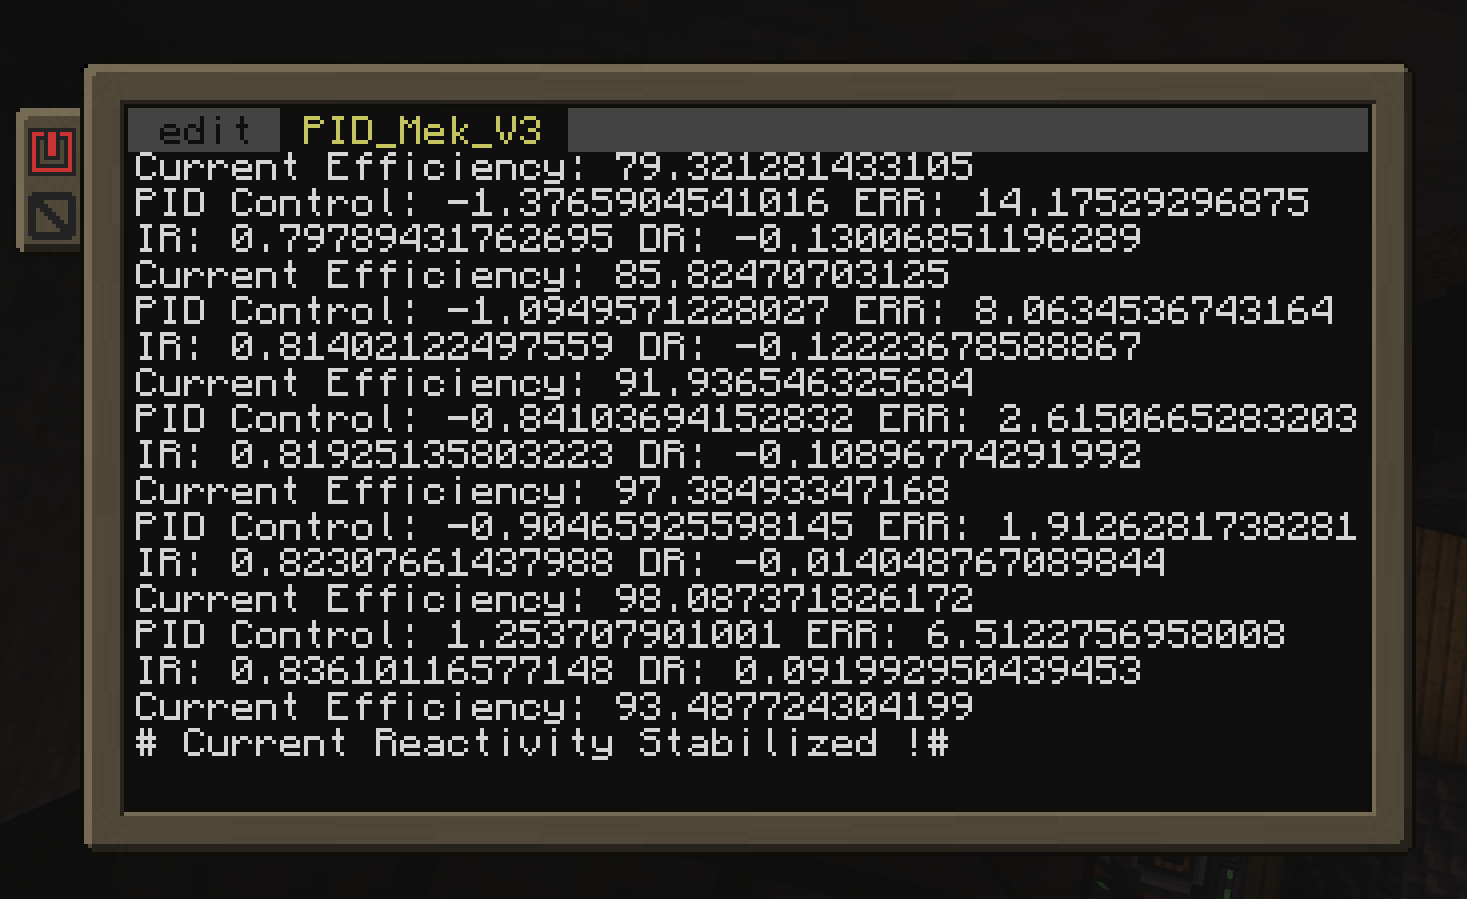 edit PID_Mek_V3
Current Efficiency: 79.321281433105
PID Control: -1.3765904541016 ERR: 14.17529296875
IR: 0.79789431762695 DR: -0.13006851196289
Current Efficiency: 85.82470703125
PID Control: -1.0949571228027 ERR: 8.0634536743164
IR: 0.81402122497559 DR: -0.12223678588867
Current Efficiency: 91.936546325684
PID Control: -0.84103694152832 ERR: 2.6150665283203
IR: 0.81925135803223 DR: -0.10896774291992
Current Efficiency: 97.38493347168
PID Control: -0.90465925598145 ERR: 1.9126281738281
IR: 0.82307661437988 DR: -0.014048767089844
Current Efficiency: 98.087371826172
PID Control: 1.253707901001 ERR: 6.5122756958008
IR: 0.83610116577148 DR: 0.091992950439453
Current Efficiency: 93.487724304199
# Current Reactivity Stabilized !#